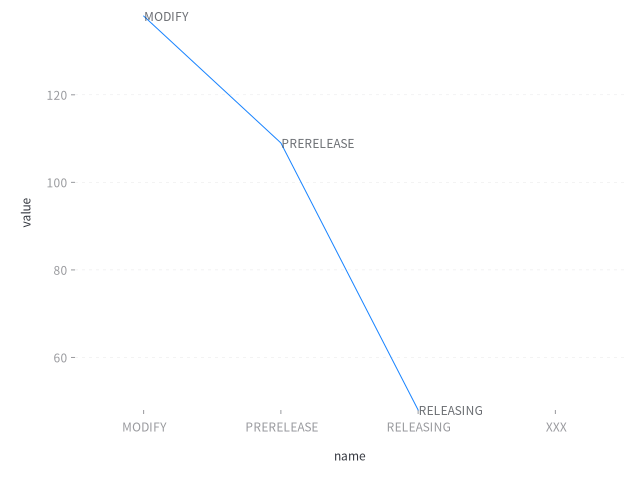 MODIFY
120
PRERELEASE
100
value
80
60
RELEASING
MODIFY PRERELEASE RELEASING XXX
name